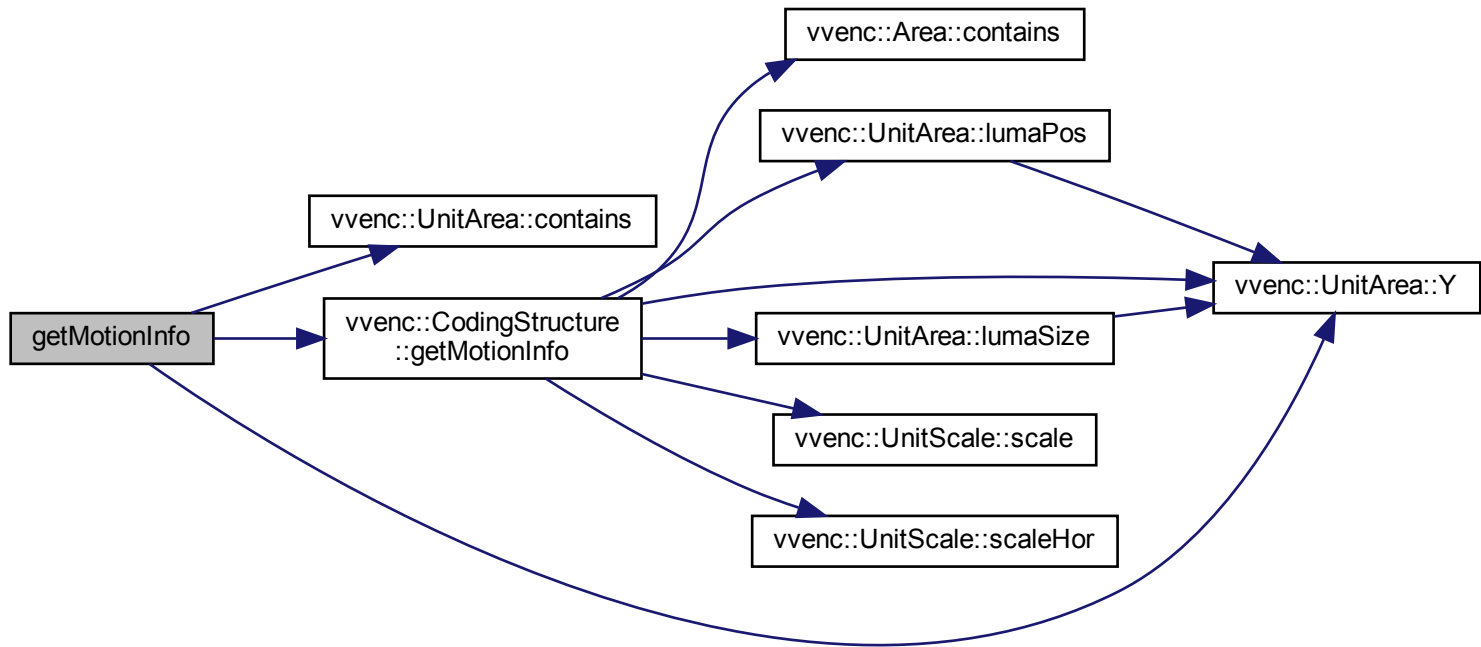 vvenc::Area::contains
vvenc::UnitArea::lumaPos
vvenc::UnitArea::contains
vvenc::UnitArea::Y
getMotionInfo
vvenc::CodingStructure
::getMotionInfo
vvenc::UnitArea::lumaSize
vvenc::UnitScale::scale
vvenc::UnitScale::scaleHor